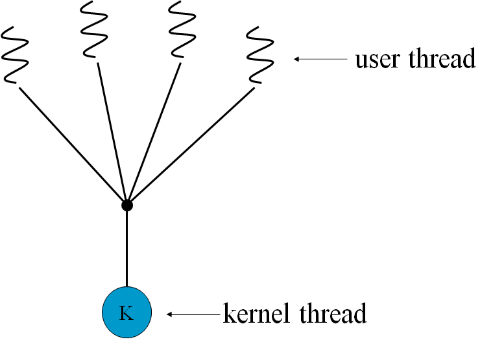 user thread
K
kernel thread